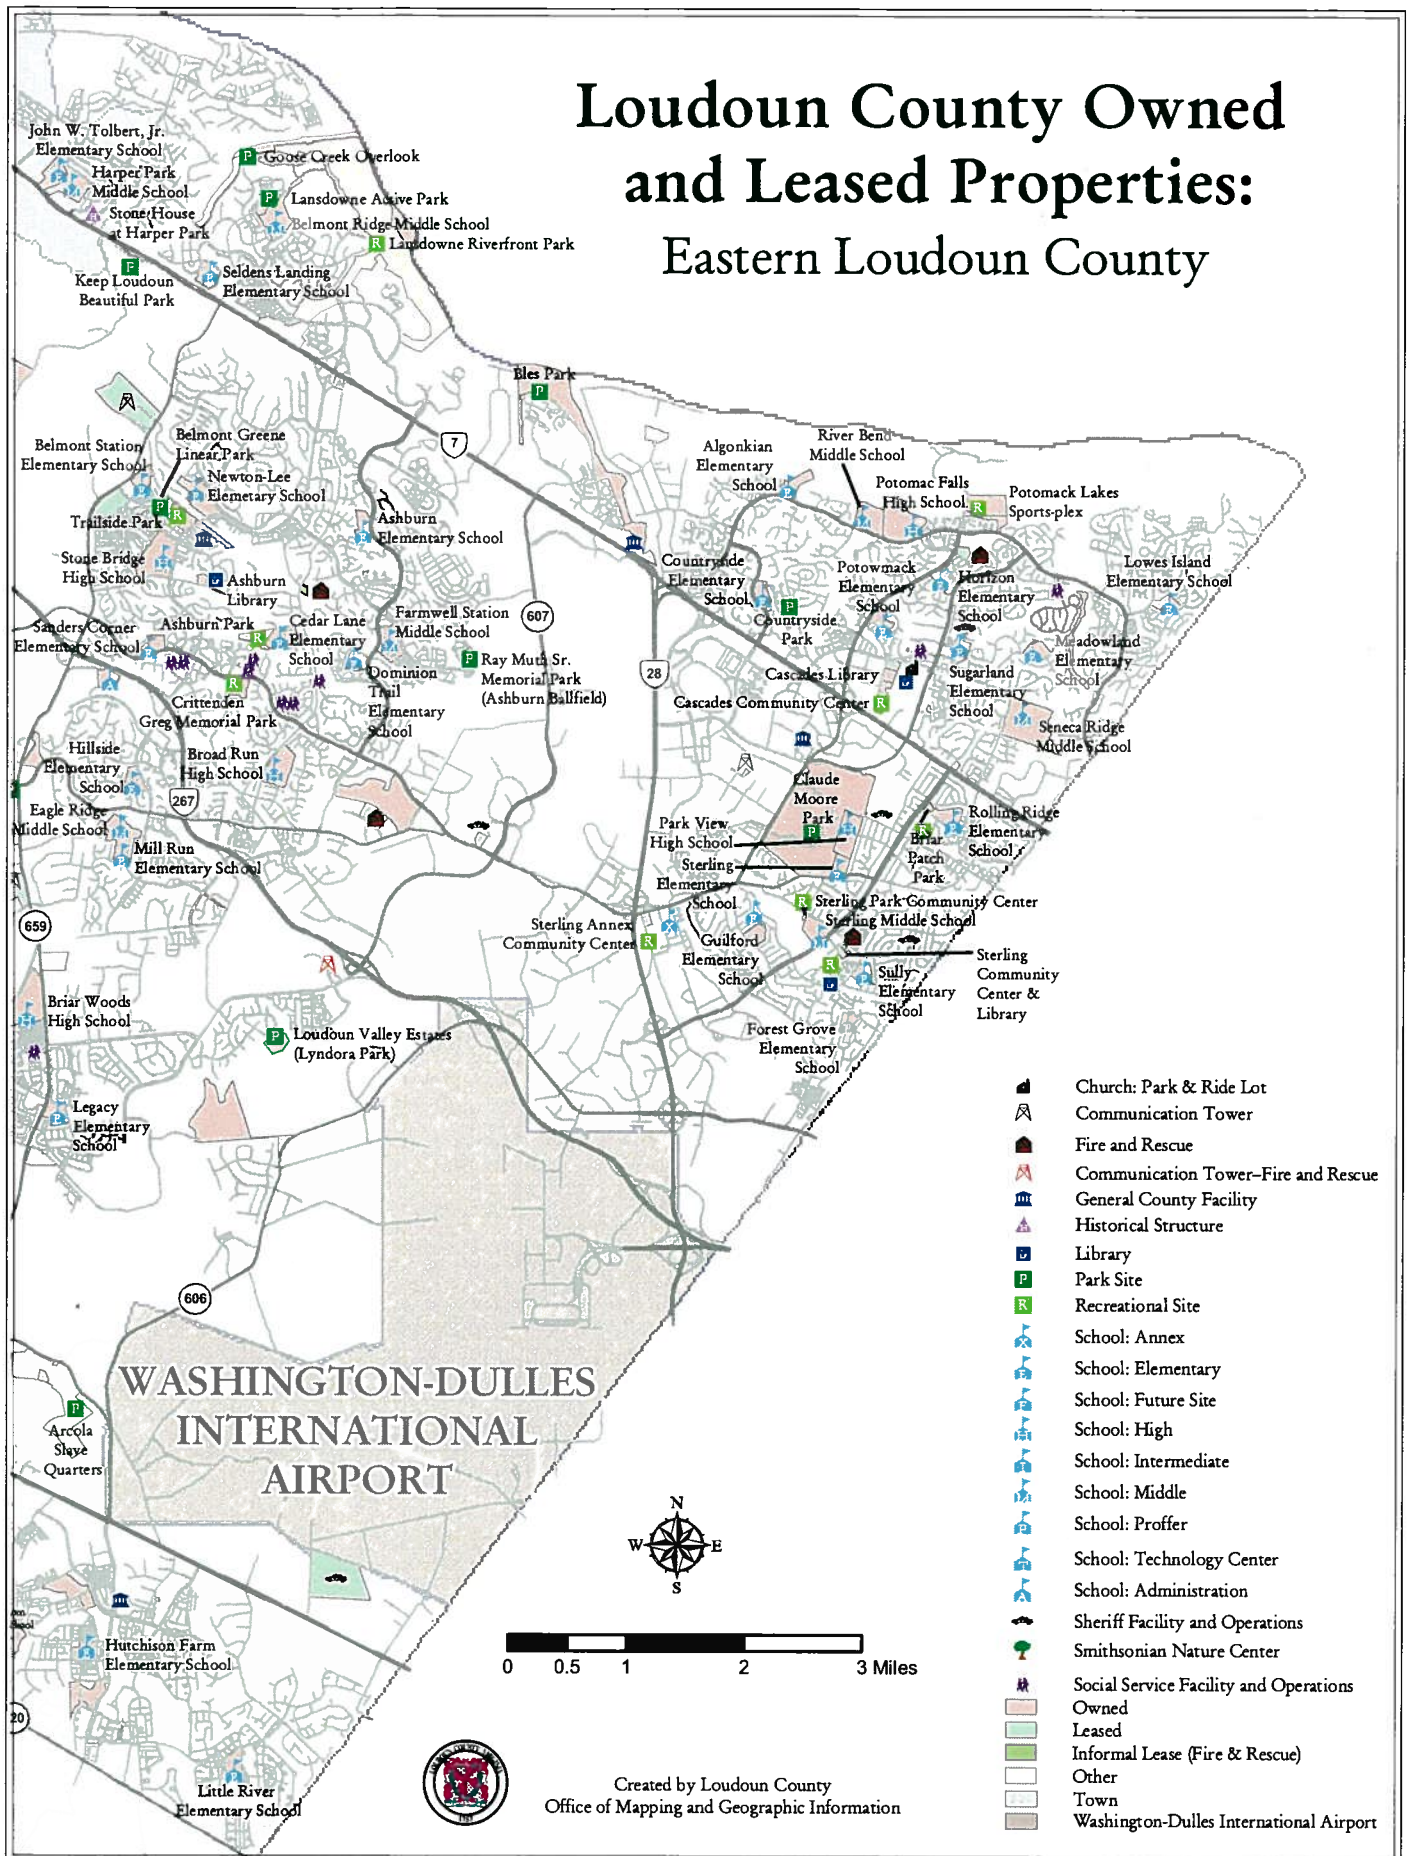 Loudoun County Owned
and Leased Properties:
Eastern Loudoun County
John W. Tolbert, Jr.
Elementary School
Harper Park
Middle School
Stone House
at Harper Park
Keep Loudoun
Beautiful Park
Goose Creek Overlook
Lansdowne Active Park
Belmont Ridge Middle School
Lansdowne Riverfront Park
Seldens Landing
Elementary School
Bles Park
7
Belmont Station
Elementary School
Belmont Greene
Linear Park
Newton-Lee
Elemetary School
Trailside Park
Stone Bridge
High School
Ashburn
Library
Ashburn
Elementary School
Sanders Corner
Elementary School
Ashburn Park
Cedar Lane
Elementary
School
Farmwell Station
Middle School
Dominion
Trail
Elementary
School
607
Ray Muth Sr.
Memorial Park
(Ashburn Ballfield)
Crittenden
Greg Memorial Park
Hillside
Elementary
School
Broad Run
High School
267
Eagle Ridge
Middle School
Mill Run
Elementary School
659
28
Algonkian
Elementary
School
River Bend
Middle School
Potomac Falls
High School
Potomack Lakes
Sports-plex
Countryside
Elementary
School
Countryside
Park
Potowmack
Elementary
School
Horizon
Elementary
School
Lowes Island
Elementary School
Meadowland
Elementary
School
Cascades Library
Cascades Community Center
Sugarland
Elementary
School
Seneca Ridge
Middle School
Claude
Moore
Park
Park View
High School
Sterling
Elementary
School
Briar
Patch
Park
Rolling Ridge
Elementary
School
Sterling Park Community Center
Sterling Middle School
Sterling Annex
Community Center
Guilford
Elementary
School
Sully
Elementary
School
Sterling
Community
Center &
Library
Forest Grove
Elementary
School
Briar Woods
High School
Loudoun Valley Estates
(Lyndora Park)
Legacy
Elementary
School
606
WASHINGTON-DULLES
INTERNATIONAL
AIRPORT
Arcola
Slave
Quarters
Hutchison Farm
Elementary School
20
Little River
Elementary School
N
W E
S
0 0.5 1 2 3 Miles
Created by Loudoun County
Office of Mapping and Geographic Information
Church: Park & Ride Lot
Communication Tower
Fire and Rescue
Communication Tower–Fire and Rescue
General County Facility
Historical Structure
Library
Park Site
Recreational Site
School: Annex
School: Elementary
School: Future Site
School: High
School: Intermediate
School: Middle
School: Proffer
School: Technology Center
School: Administration
Sheriff Facility and Operations
Smithsonian Nature Center
Social Service Facility and Operations
Owned
Leased
Informal Lease (Fire & Rescue)
Other
Town
Washington-Dulles International Airport